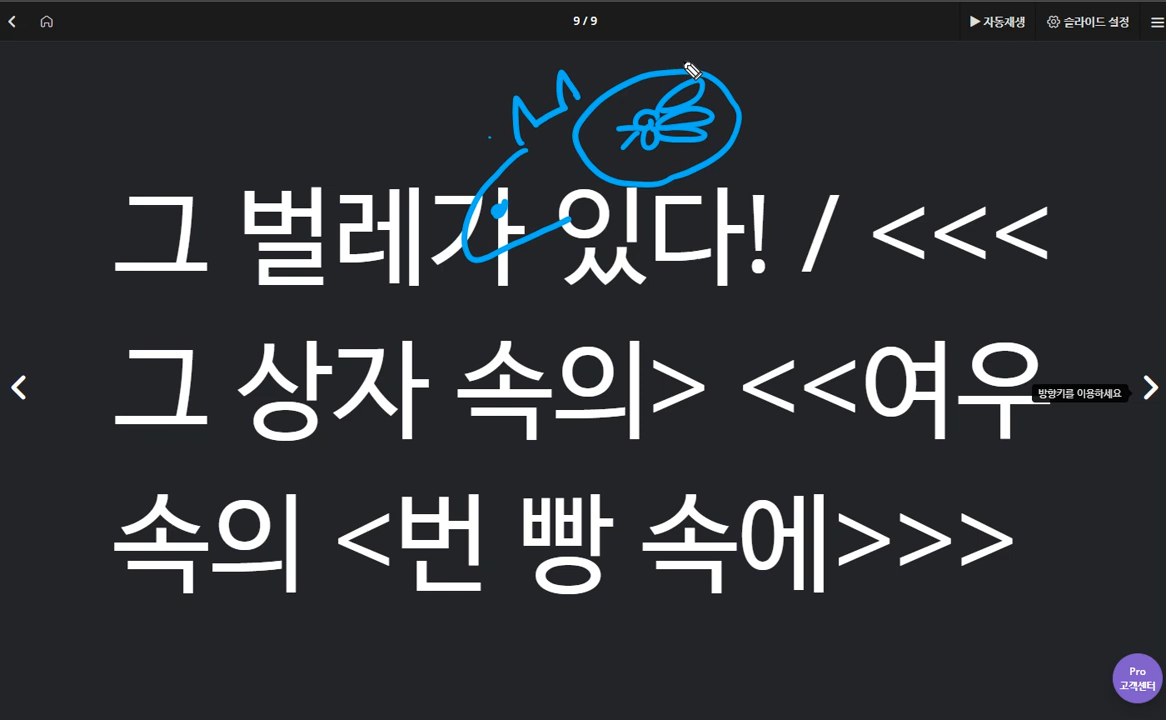 9 / 9
▶ 자동재생
슬라이드 설정
그 벌레가 있다! / <<<
그 상자 속의> <<여우
방향키를 이용하세요
속의 <번 빵 속에>>>
Pro
고객센터